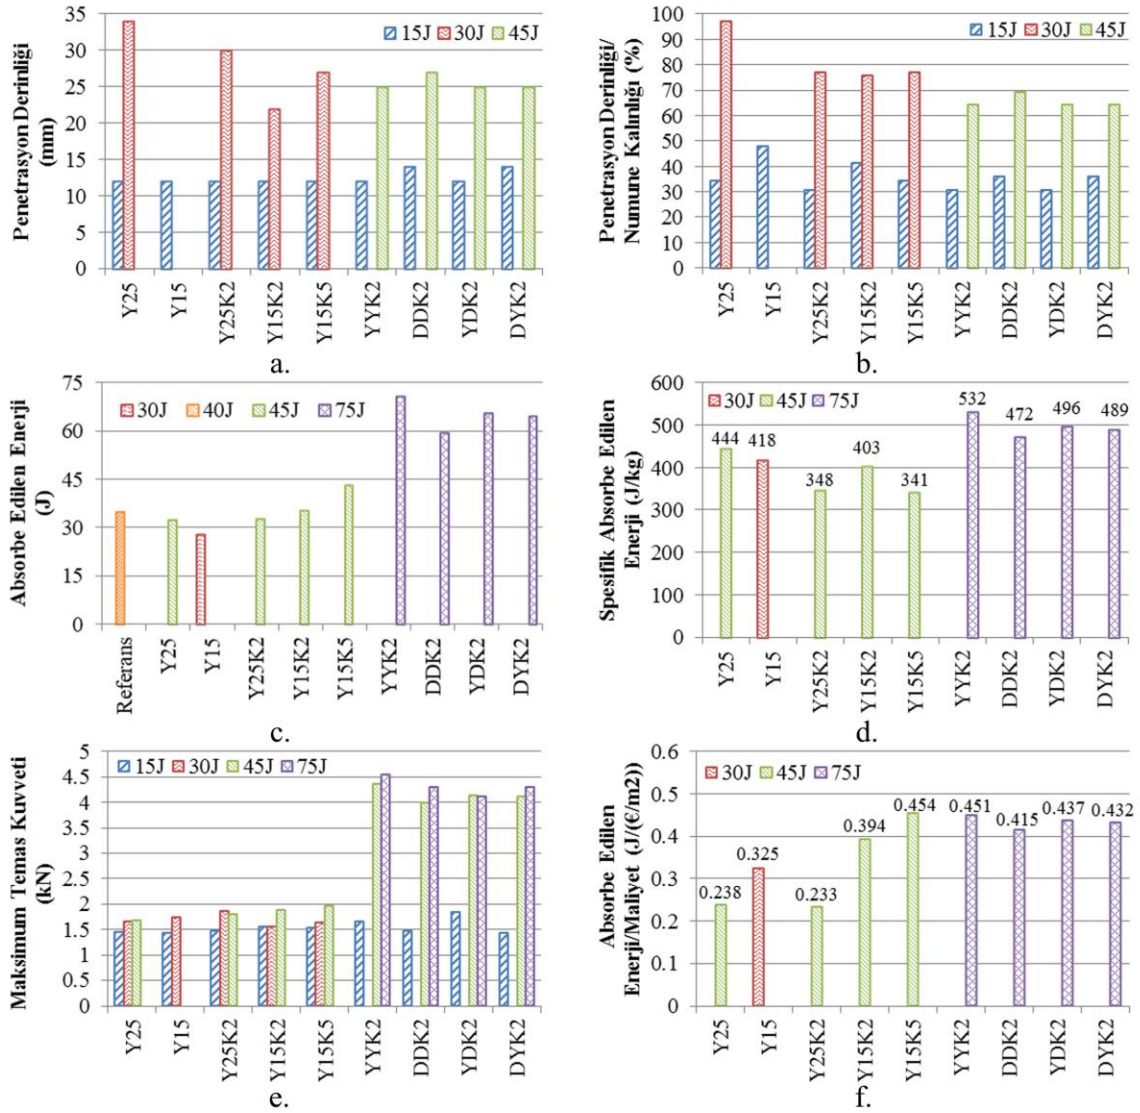 Penetrasyon Derinliği
(mm)
40
35
30
25
20
15
10
5
0
15J 30J 45J
Y25 Y15 Y25K2 Y15K2 Y15K5 YYK2 DDK2 YDK2 DYK2
a.
Penetrasyon Derinliği/
Numune Kalınlığı (%)
100
90
80
70
60
50
40
30
20
10
0
15J 30J 45J
Y25 Y15 Y25K2 Y15K2 Y15K5 YYK2 DDK2 YDK2 DYK2
b.
Absorbe Edilen Enerji
(J)
75
60
45
30
15
0
30J 40J 45J 75J
Referans Y25 Y15 Y25K2 Y15K2 Y15K5 YYK2 DDK2 YDK2 DYK2
c.
Spesifik Absorbe Edilen
Enerji (J/kg)
600
500
400
300
200
100
0
30J 45J 75J
444 418 348 403 341 532 472 496 489
Y25 Y15 Y25K2 Y15K2 Y15K5 YYK2 DDK2 YDK2 DYK2
d.
Maksimum Temas Kuvveti
(kN)
5
4.5
4
3.5
3
2.5
2
1.5
1
0.5
0
15J 30J 45J 75J
Y25 Y15 Y25K2 Y15K2 Y15K5 YYK2 DDK2 YDK2 DYK2
e.
Absorbe Edilen
Enerji/Maliyet (J/(€/m2))
0.6
0.5
0.4
0.3
0.2
0.1
0
30J 45J 75J
0.238 0.325 0.233 0.394 0.454 0.451 0.415 0.437 0.432
Y25 Y15 Y25K2 Y15K2 Y15K5 YYK2 DDK2 YDK2 DYK2
f.